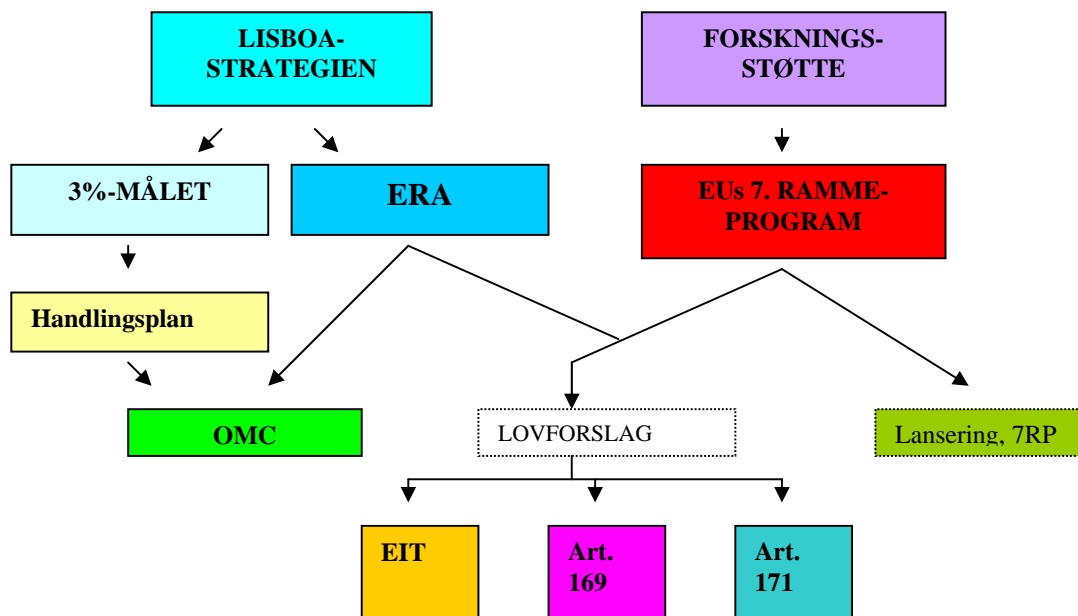 LISBOA-
STRATEGIEN
FORSKNINGS-
STØTTE
3%-MÅLET
ERA
EUs 7. RAMME-
PROGRAM
Handlingsplan
OMC
LOVFORSLAG
Lansering, 7RP
EIT
Art.
169
Art.
171